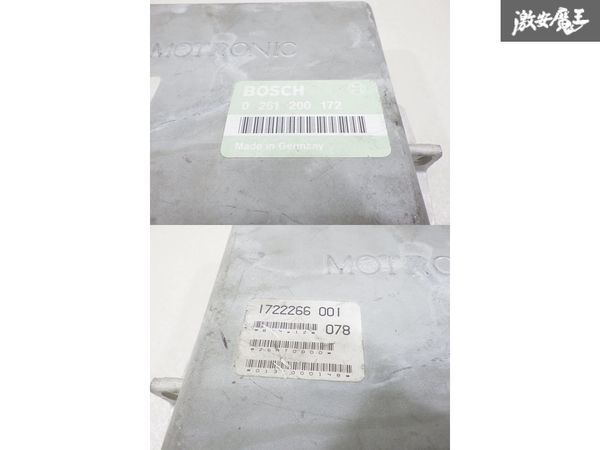 激安魔王
MOTRONIC
BOSCH
0 261 200 172
Made in Germany
MOTRONIC
1722266 001
078